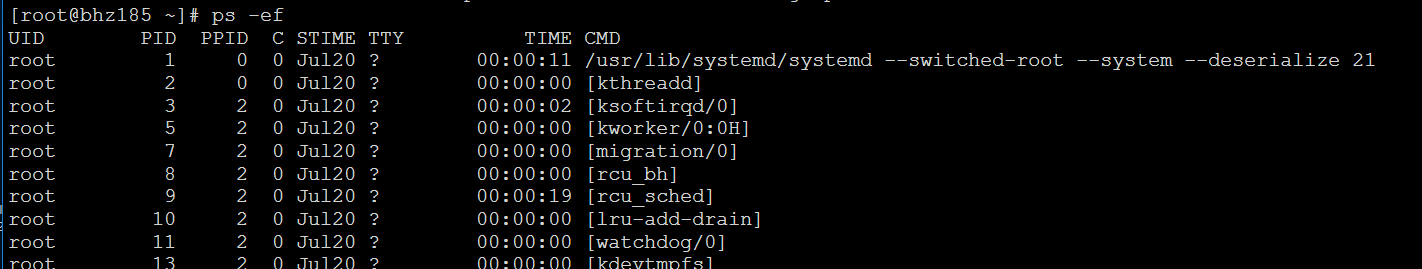 [root@bhz185 ~]# ps -ef
UID        PID  PPID  C STIME TTY          TIME CMD
root         1     0  0 Jul20 ?        00:00:11 /usr/lib/systemd/systemd --switched-root --system --deserialize 21
root         2     0  0 Jul20 ?        00:00:00 [kthreadd]
root         3     2  0 Jul20 ?        00:00:02 [ksoftirqd/0]
root         5     2  0 Jul20 ?        00:00:00 [kworker/0:0H]
root         7     2  0 Jul20 ?        00:00:00 [migration/0]
root         8     2  0 Jul20 ?        00:00:00 [rcu_bh]
root         9     2  0 Jul20 ?        00:00:19 [rcu_sched]
root        10     2  0 Jul20 ?        00:00:00 [lru-add-drain]
root        11     2  0 Jul20 ?        00:00:00 [watchdog/0]
root        13     2  0 Jul20 ?        00:00:00 [kdevtmpfs]